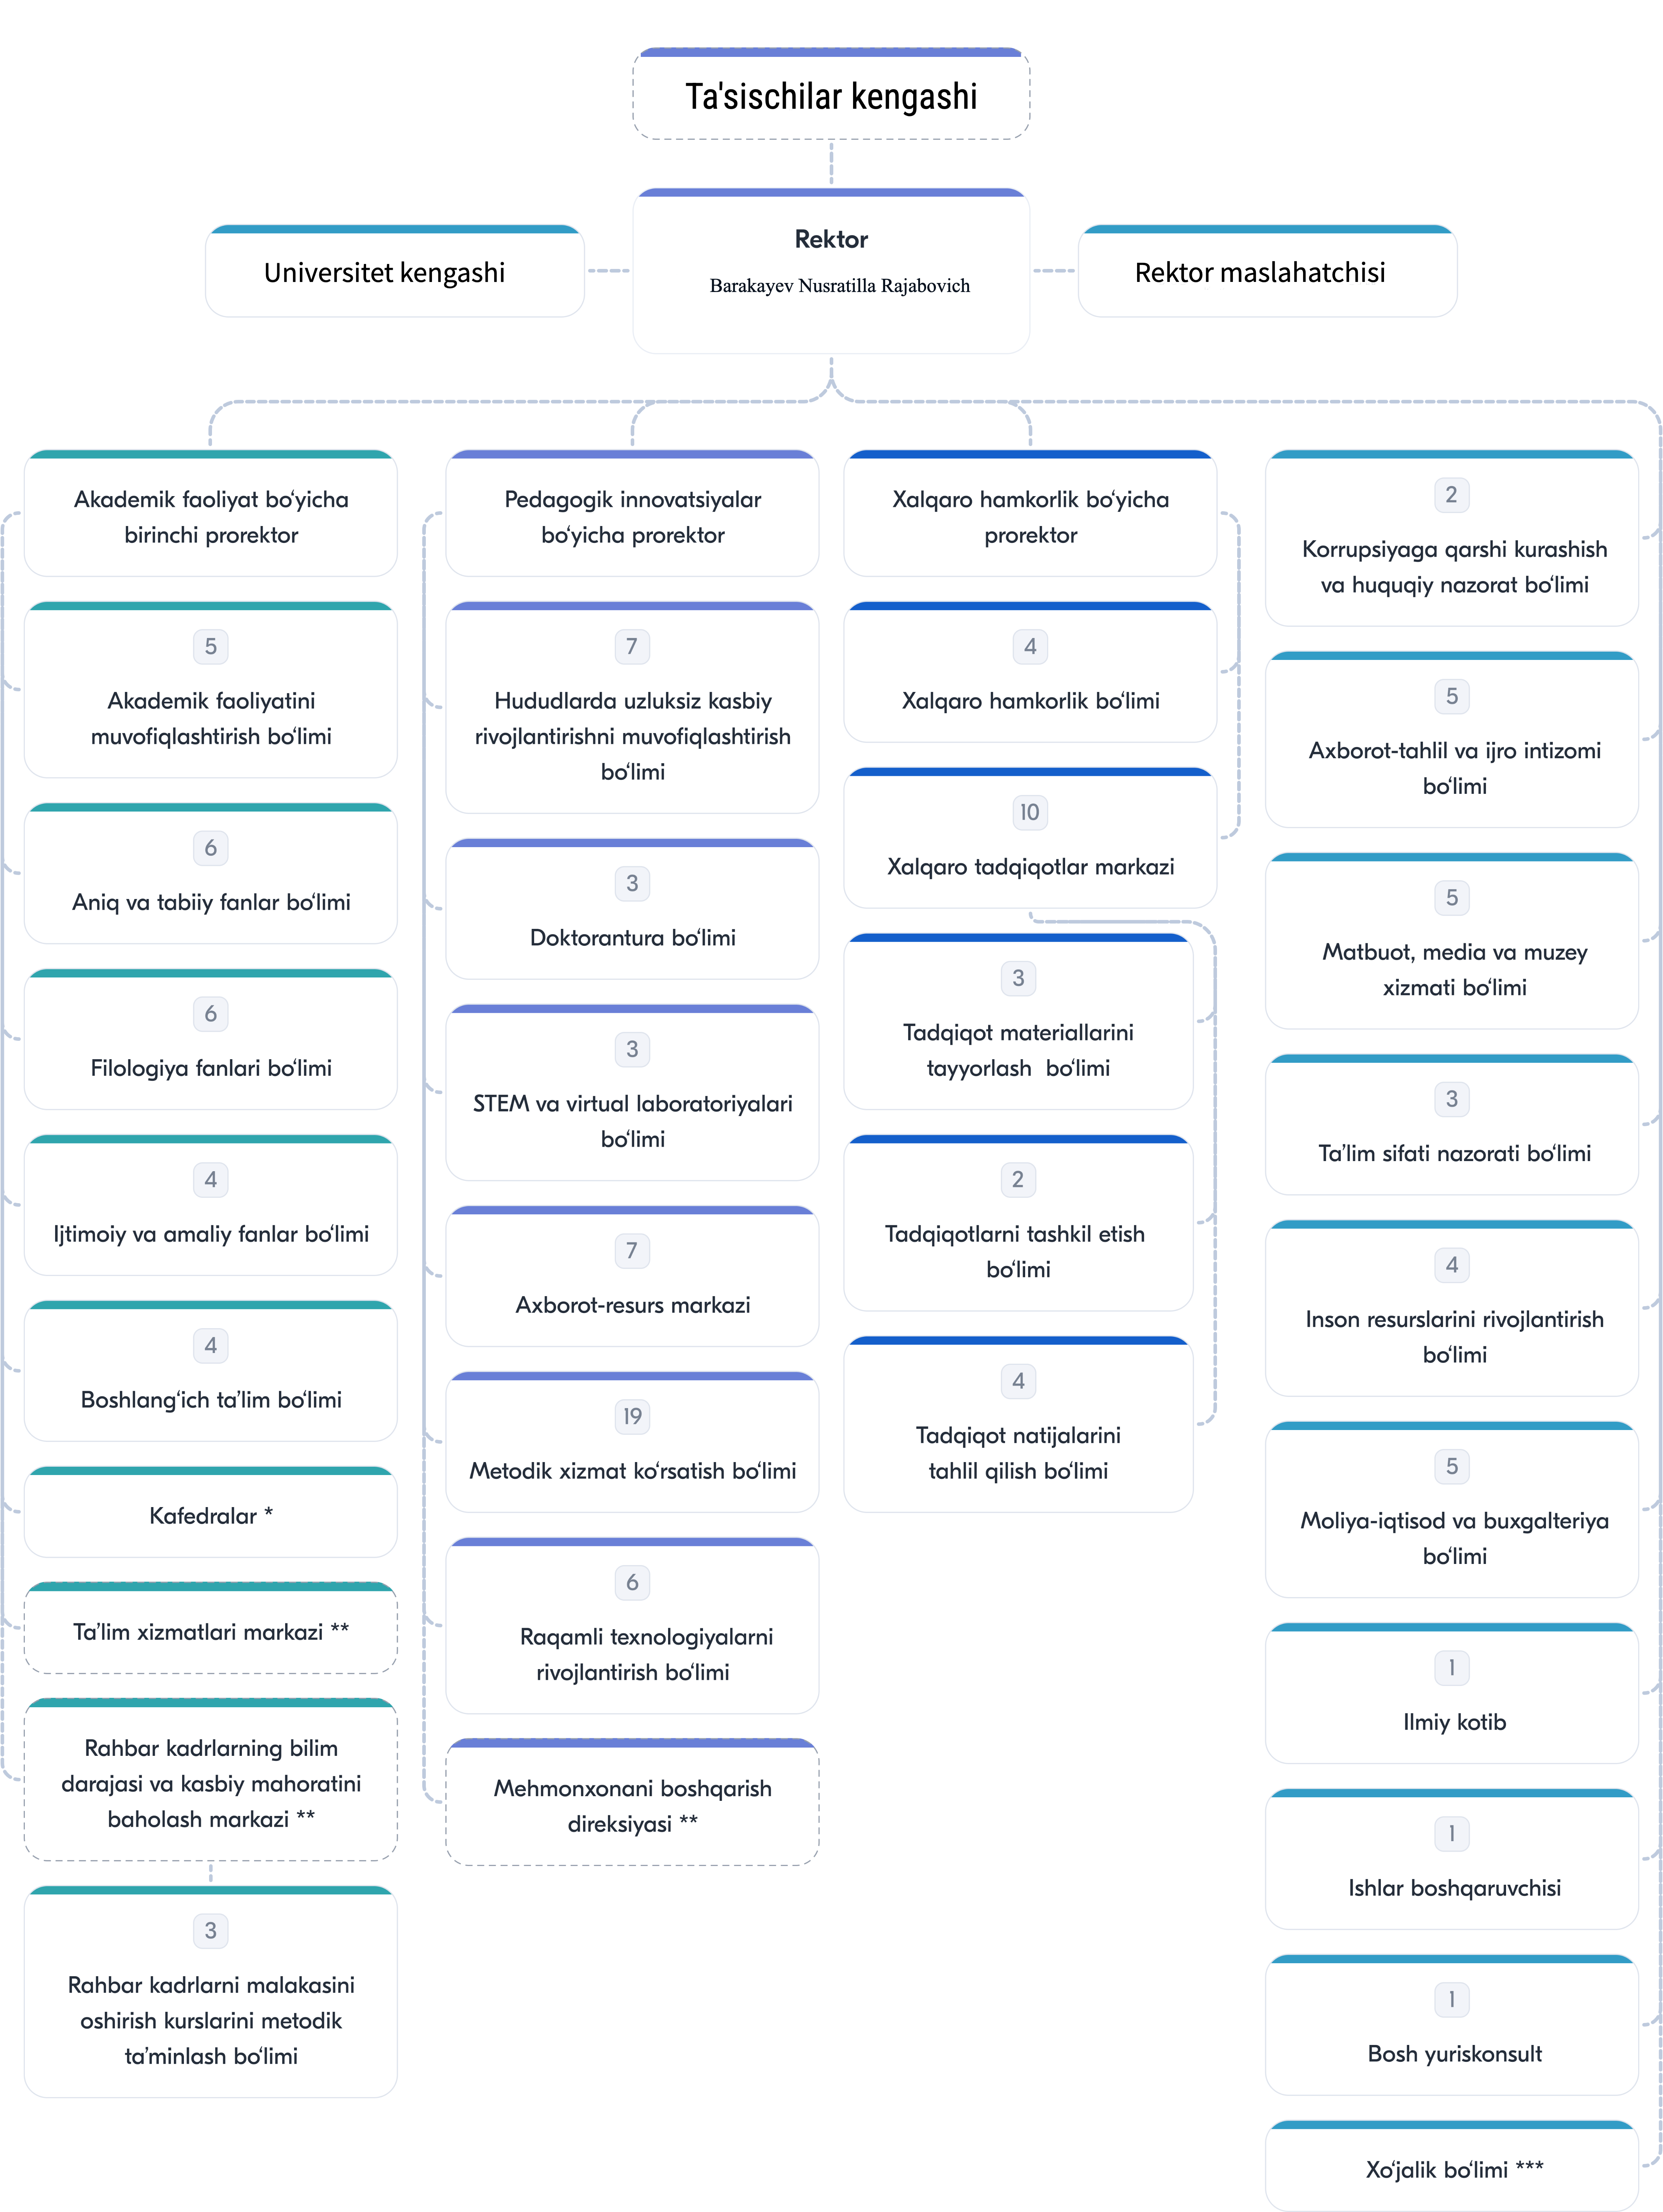 Ta'sischilar kengashi
Universitet kengashi
Rektor
Barakayev Nusratilla Rajabovich
Rektor maslahatchisi
Akademik faoliyat bo‘yicha
birinchi prorektor
5
Akademik faoliyatini
muvofiqlashtirish bo‘limi
6
Aniq va tabiiy fanlar bo‘limi
6
Filologiya fanlari bo‘limi
4
Ijtimoiy va amaliy fanlar bo‘limi
4
Boshlang‘ich ta’lim bo‘limi
Kafedralar *
Ta’lim xizmatlari markazi **
Rahbar kadrlarning bilim
darajasi va kasbiy mahoratini
baholash markazi **
3
Rahbar kadrlarni malakasini
oshirish kurslarini metodik
ta’minlash bo‘limi
Pedagogik innovatsiyalar
bo‘yicha prorektor
7
Hududlarda uzluksiz kasbiy
rivojlantirishni muvofiqlashtirish
bo‘limi
3
Doktorantura bo‘limi
3
STEM va virtual laboratoriyalari
bo‘limi
7
Axborot-resurs markazi
19
Metodik xizmat ko‘rsatish bo‘limi
6
Raqamli texnologiyalarni
rivojlantirish bo‘limi
Mehmonxonani boshqarish
direksiyasi **
Xalqaro hamkorlik bo‘yicha
prorektor
4
Xalqaro hamkorlik bo‘limi
10
Xalqaro tadqiqotlar markazi
3
Tadqiqot materiallarini
tayyorlash  bo‘limi
2
Tadqiqotlarni tashkil etish
bo‘limi
4
Tadqiqot natijalarini
tahlil qilish bo‘limi
2
Korrupsiyaga qarshi kurashish
va huquqiy nazorat bo‘limi
5
Axborot-tahlil va ijro intizomi
bo‘limi
5
Matbuot, media va muzey
xizmati bo‘limi
3
Ta’lim sifati nazorati bo‘limi
4
Inson resurslarini rivojlantirish
bo‘limi
5
Moliya-iqtisod va buxgalteriya
bo‘limi
1
Ilmiy kotib
1
Ishlar boshqaruvchisi
1
Bosh yuriskonsult
Xo‘jalik bo‘limi ***